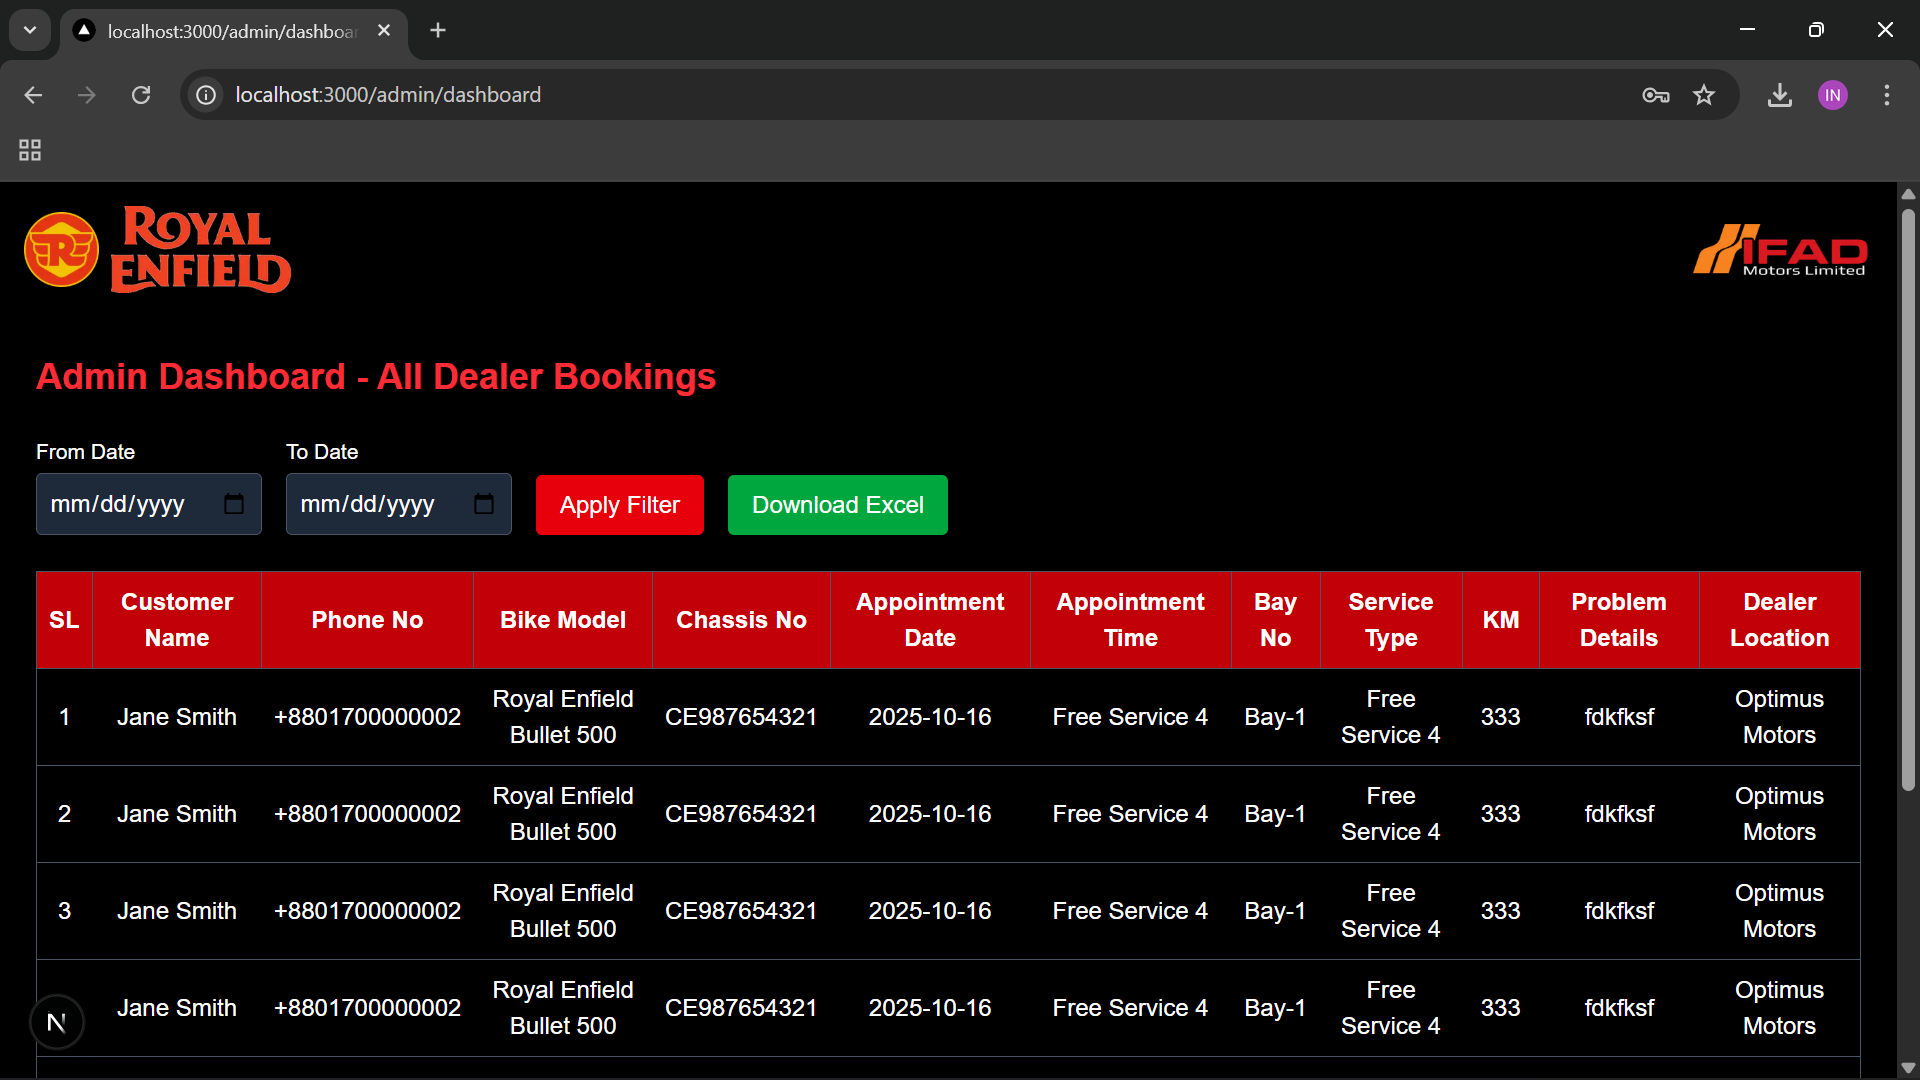 localhost:3000/admin/dashboa
localhost:3000/admin/dashboard
IN
ROYAL
ENFIELD
IFAD
Motors Limited
Admin Dashboard - All Dealer Bookings
From Date
To Date
mm/dd/yyyy
mm/dd/yyyy
Apply Filter
Download Excel
SL
Customer
Name
Phone No
Bike Model
Chassis No
Appointment
Date
Appointment
Time
Bay
No
Service
Type
KM
Problem
Details
Dealer
Location
1
Jane Smith
+8801700000002
Royal Enfield
Bullet 500
CE987654321
2025-10-16
Free Service 4
Bay-1
Free
Service 4
333
fdkfksf
Optimus
Motors
2
Jane Smith
+8801700000002
Royal Enfield
Bullet 500
CE987654321
2025-10-16
Free Service 4
Bay-1
Free
Service 4
333
fdkfksf
Optimus
Motors
3
Jane Smith
+8801700000002
Royal Enfield
Bullet 500
CE987654321
2025-10-16
Free Service 4
Bay-1
Free
Service 4
333
fdkfksf
Optimus
Motors
N
Jane Smith
+8801700000002
Royal Enfield
Bullet 500
CE987654321
2025-10-16
Free Service 4
Bay-1
Free
Service 4
333
fdkfksf
Optimus
Motors